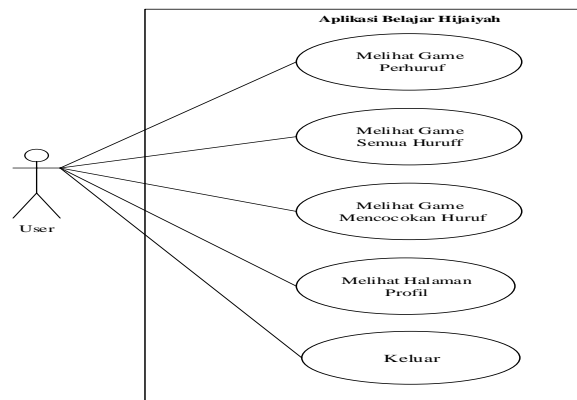 Aplikasi Belajar Hijaiyah
Melihat Game
Perhuruf
Melihat Game
Semua Huruff
Melihat Game
Mencocokan Huruf
User
Melihat Halaman
Profil
Keluar